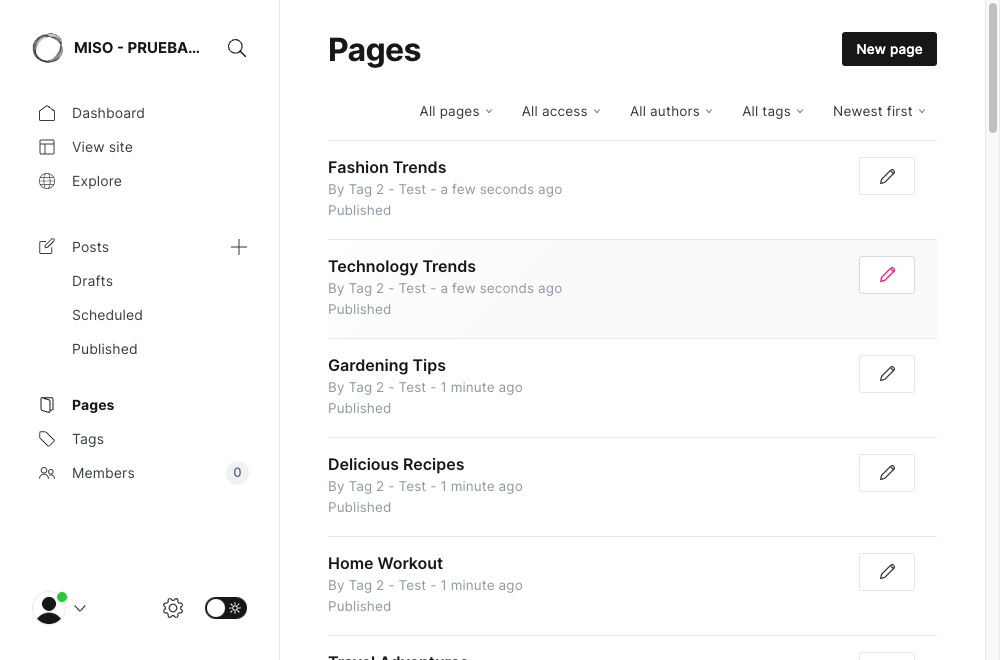 MISO - PRUEBA...
Dashboard
View site
Explore
Posts
Drafts
Scheduled
Published
Pages
Tags
Members
0
Pages
New page
All pages
All access
All authors
All tags
Newest first
Fashion Trends
By Tag 2 - Test - a few seconds ago
Published
Technology Trends
By Tag 2 - Test - a few seconds ago
Published
Gardening Tips
By Tag 2 - Test - 1 minute ago
Published
Delicious Recipes
By Tag 2 - Test - 1 minute ago
Published
Home Workout
By Tag 2 - Test - 1 minute ago
Published
Travel Adventures